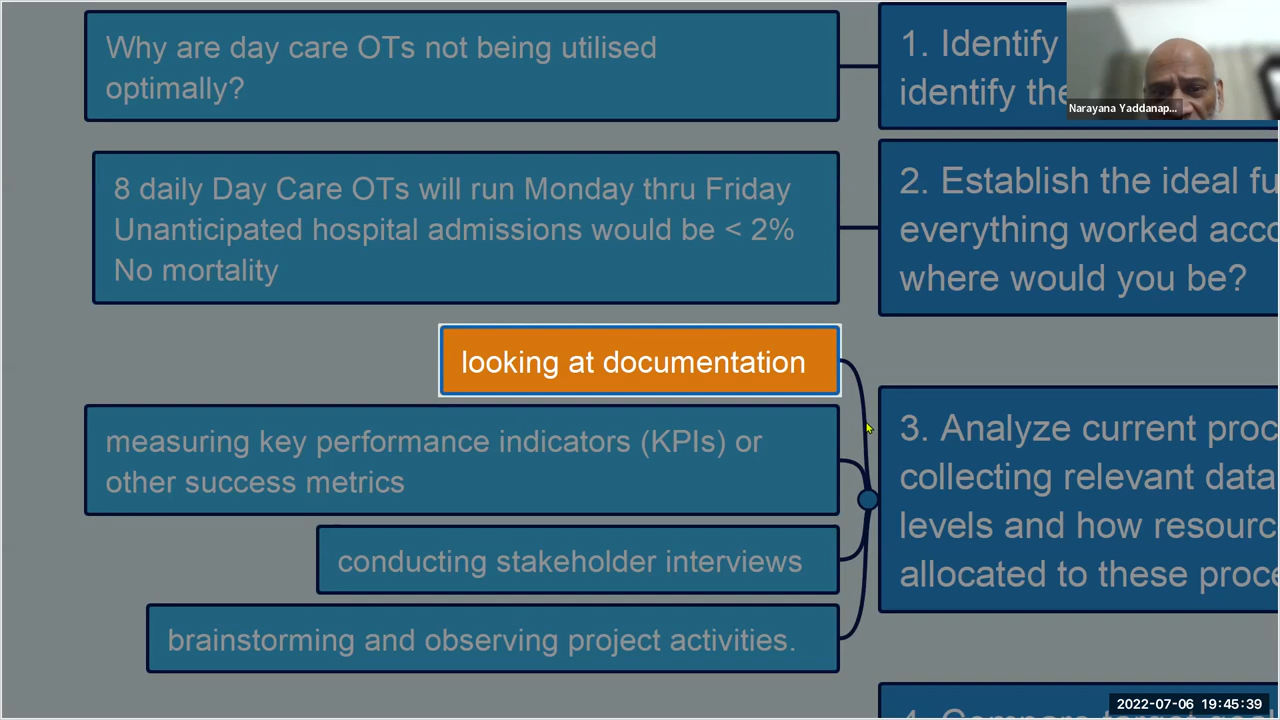 Why are day care OTs not being utilised
optimally?
1. Identify
identify the
Narayana Yaddanap...
8 daily Day Care OTs will run Monday thru Friday
Unanticipated hospital admissions would be < 2%
No mortality
2. Establish the ideal fu
everything worked acco
where would you be?
looking at documentation
measuring key performance indicators (KPIs) or
other success metrics
conducting stakeholder interviews
brainstorming and observing project activities.
3. Analyze current proc
collecting relevant data
levels and how resourc
allocated to these proce
2022-07-06 19:45:39